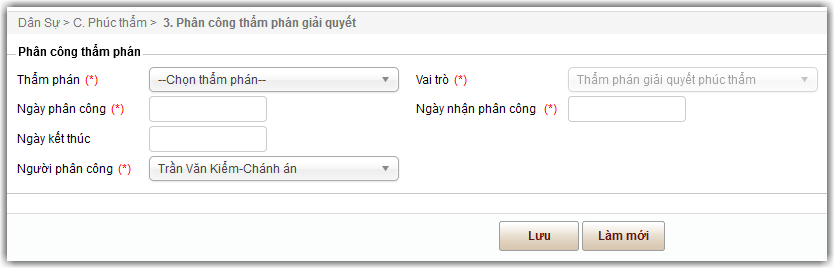 Dân Sự > C. Phúc thẩm > 3. Phân công thẩm phán giải quyết
Phân công thẩm phán
Thẩm phán (*) --Chọn thẩm phán-- Vai trò (*) Thẩm phán giải quyết phúc thẩm
Ngày phân công (*) Ngày nhận phân công (*)
Ngày kết thúc
Người phân công (*) Trần Văn Kiểm-Chánh án
Lưu Làm mới